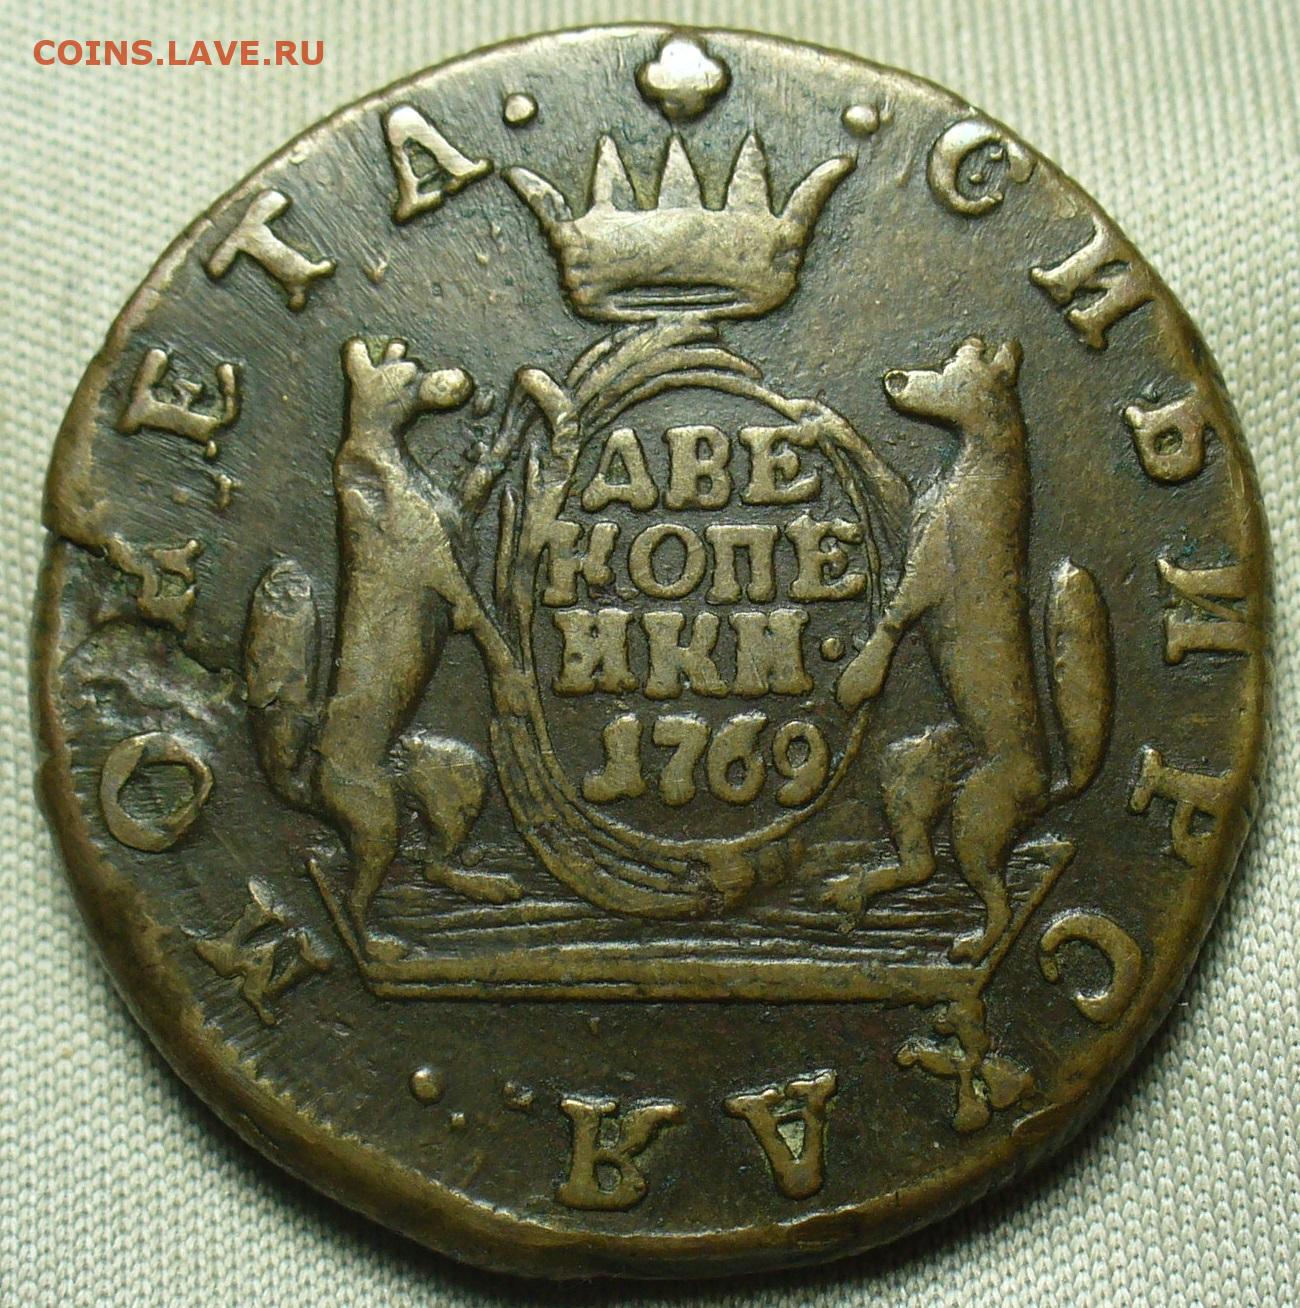 COINS.LAVE.RU
МОНЕТА СИБИРСКАЯ
ДВЕ
КОПЕ
ИКИ
1769